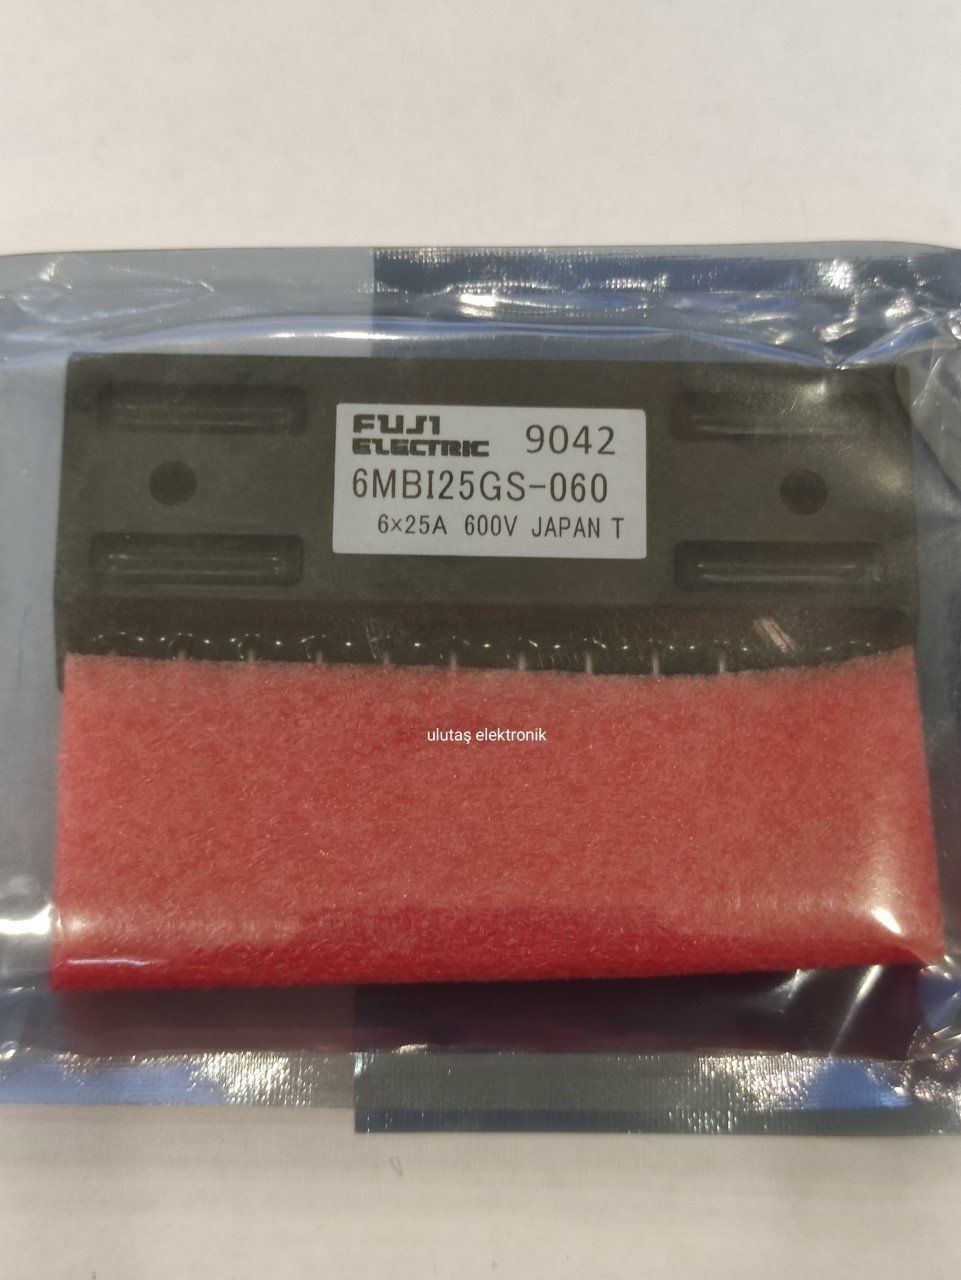 FUJI
ELECTRIC 9042
6MBI25GS-060
6×25A 600V JAPAN T
ulutaş elektronik